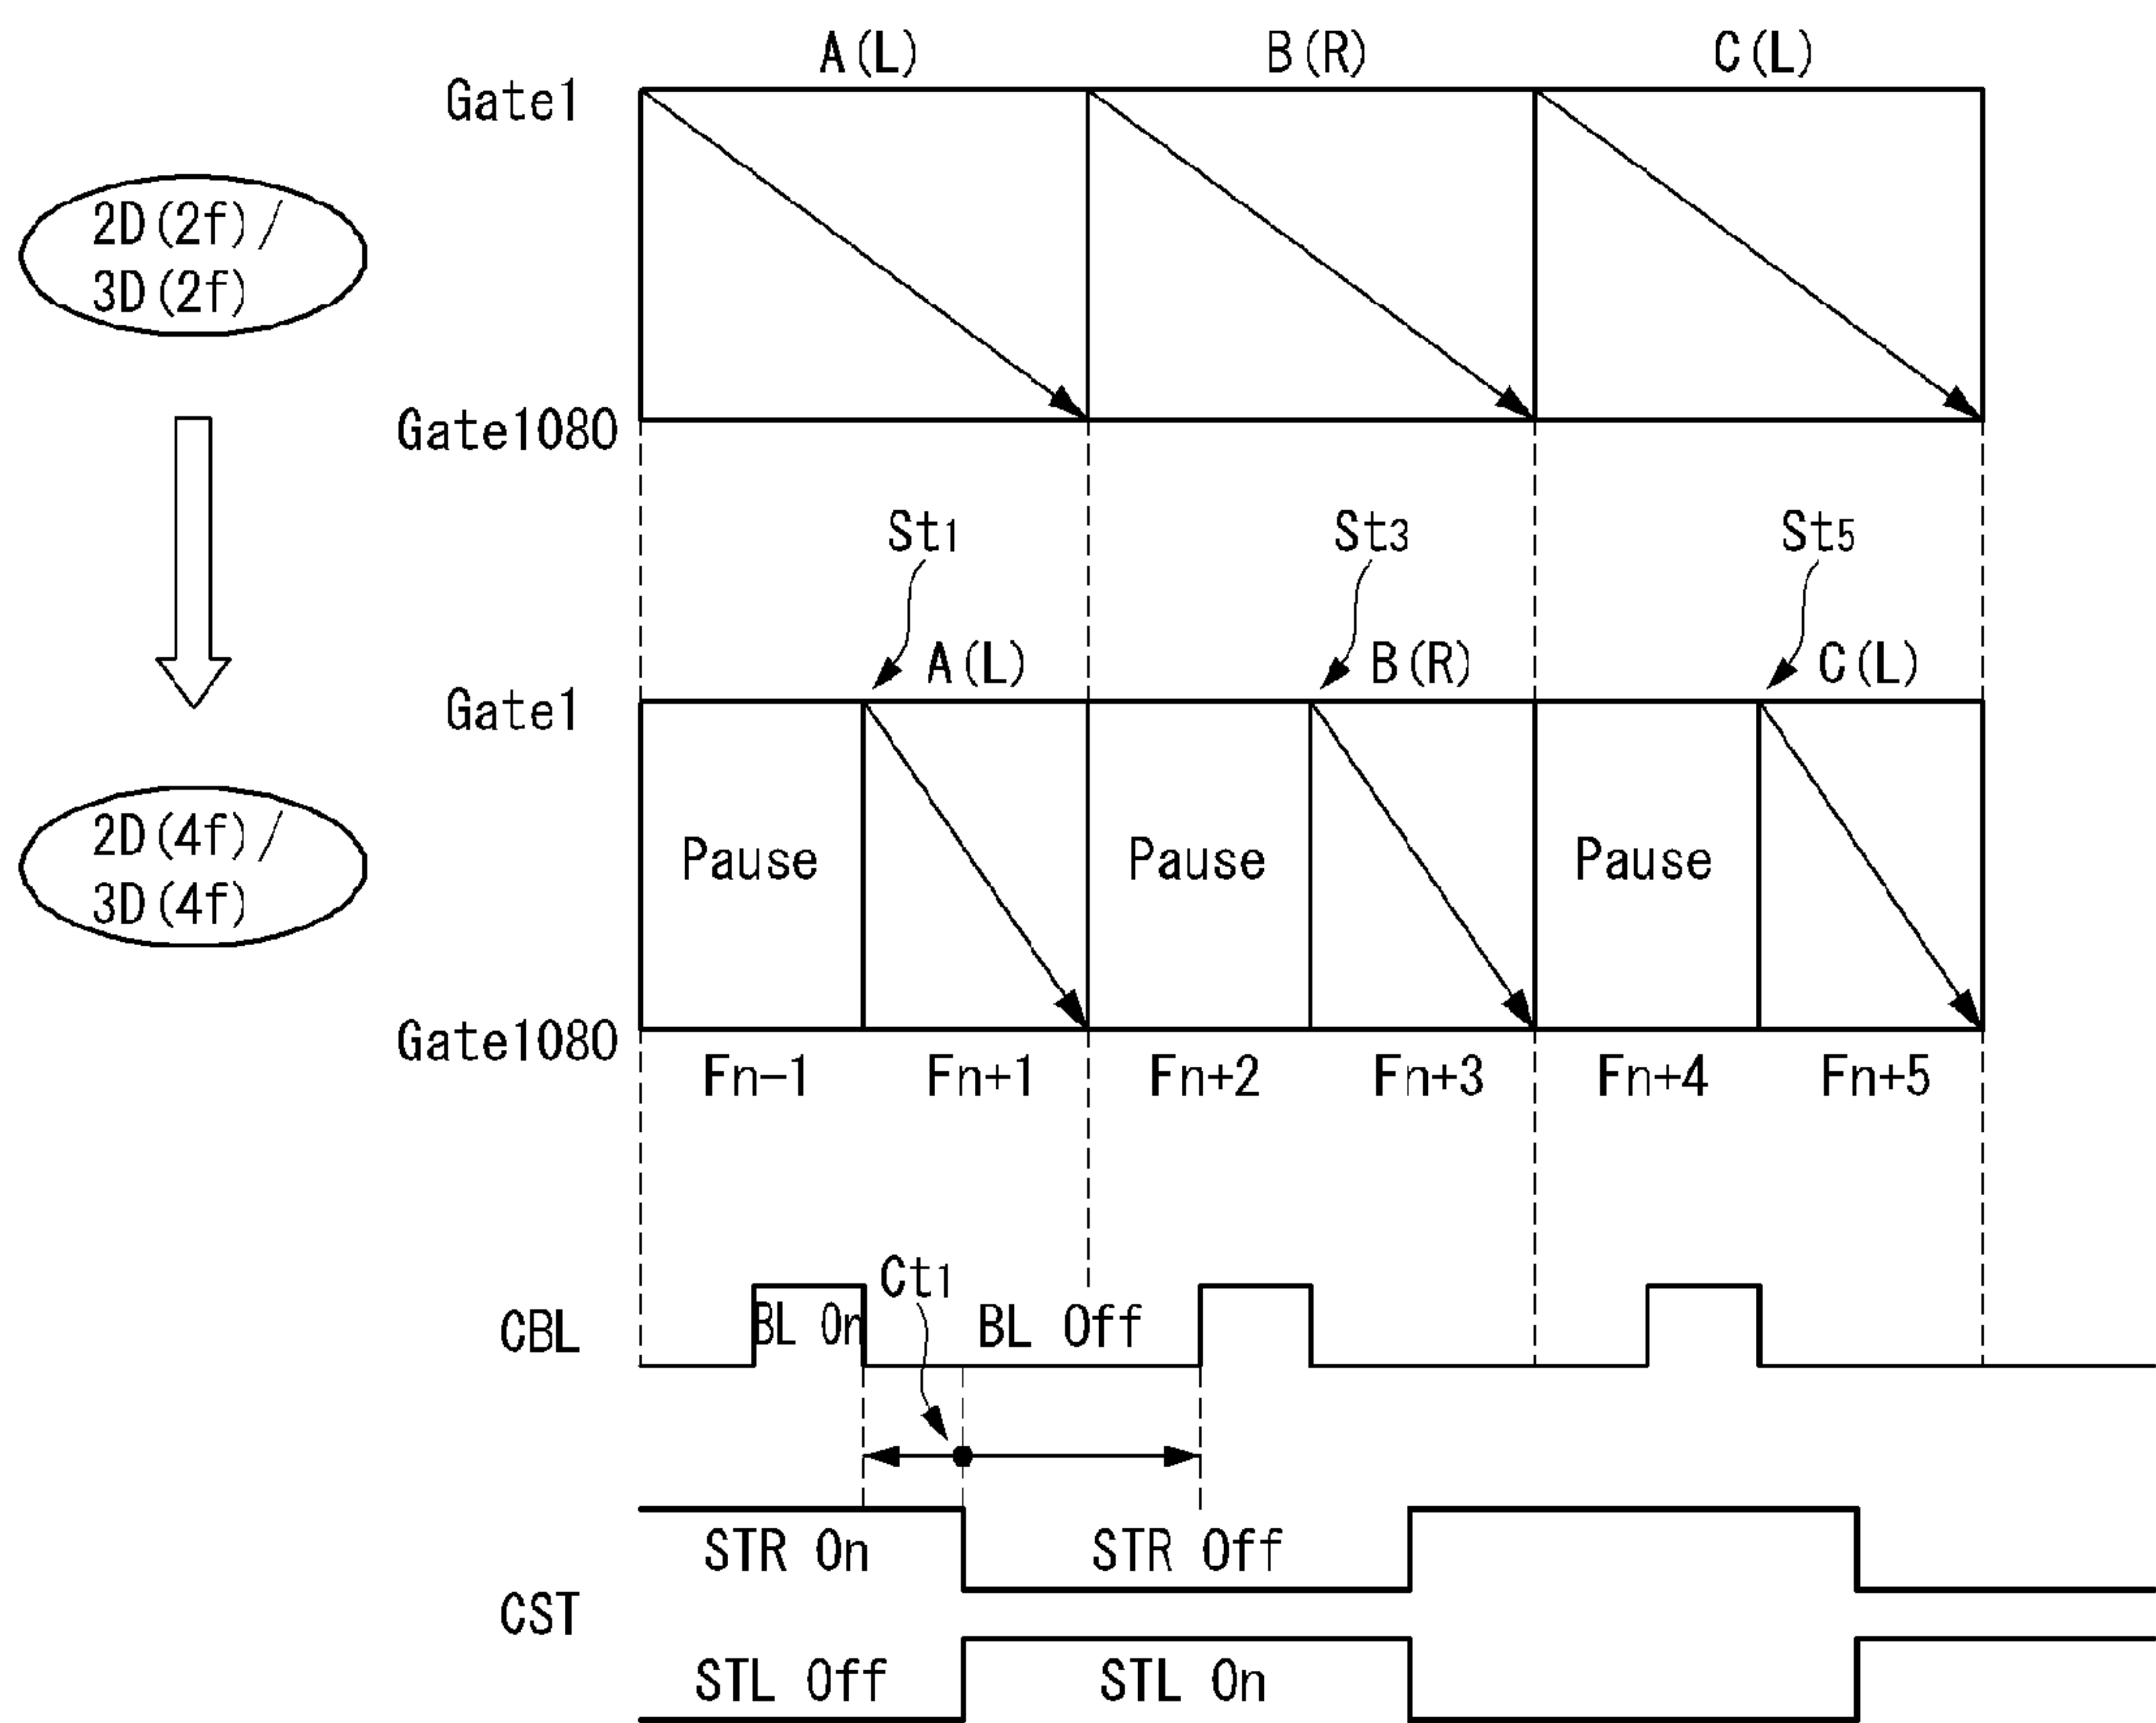 A(L) B(R) C(L)
Gate1
2D(2f)/
3D(2f)
Gate1080
St1 St3 St5
A(L) B(R) C(L)
Gate1
2D(4f)/
3D(4f)
Pause Pause Pause
Gate1080
Fn-1 Fn+1 Fn+2 Fn+3 Fn+4 Fn+5
Ct1
CBL BL On BL Off
STR On STR Off
CST
STL Off STL On